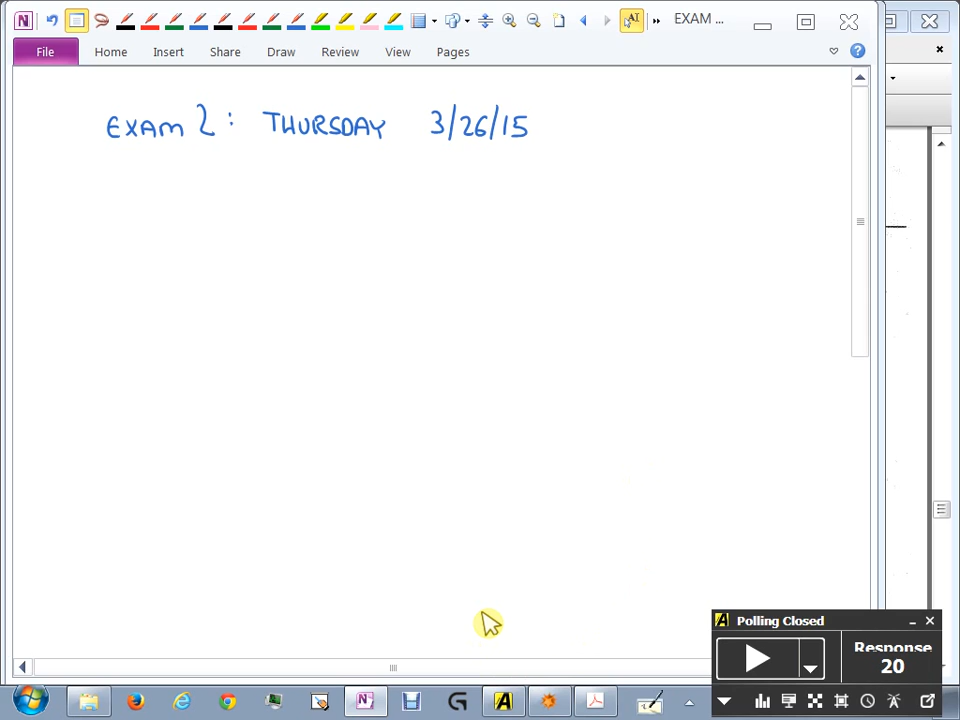 EXAM ...
File Home Insert Share Draw Review View Pages
EXAM 2: THURSDAY 3/26/15
Polling Closed
Response
20